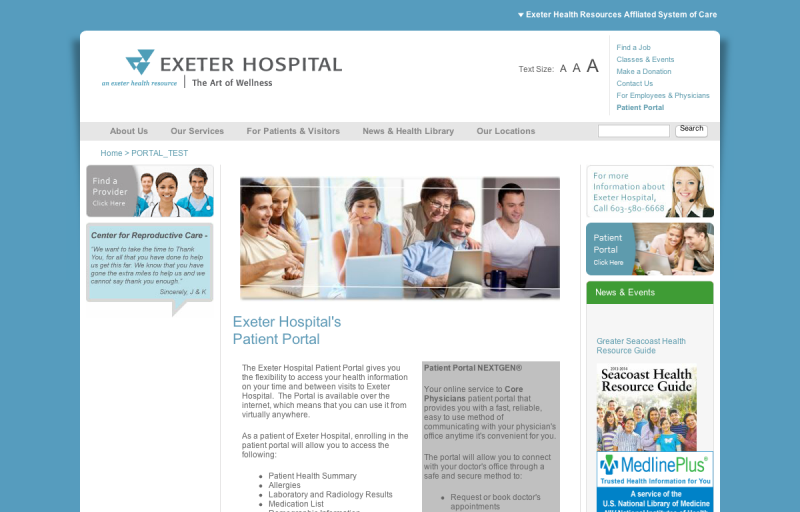 Exeter Health Resources Affliated System of Care
EXETER HOSPITAL
an exeter health resource | The Art of Wellness
Text Size: A A A
Find a Job
Classes & Events
Make a Donation
Contact Us
For Employees & Physicians
Patient Portal
About Us
Our Services
For Patients & Visitors
News & Health Library
Our Locations
Search
Home > PORTAL_TEST
Find a
Provider
Click Here
Center for Reproductive Care -
"We want to take the time to Thank
You, for all that you have done to help
us get this far. We know that you have
gone the extra miles to help us and we
cannot say thank you enough."
Sincerely, J & K
Exeter Hospital's
Patient Portal
The Exeter Hospital Patient Portal gives you
the flexibility to access your health information
on your time and between visits to Exeter
Hospital.  The Portal is available over the
internet, which means that you can use it from
virtually anywhere.
As a patient of Exeter Hospital, enrolling in the
patient portal will allow you to access the
following:
Patient Health Summary
Allergies
Laboratory and Radiology Results
Medication List
Patient Portal NEXTGEN®
Your online service to Core
Physicians patient portal that
provides you with a fast, reliable,
easy to use method of
communicating with your physician's
office anytime it's convenient for you.
The portal will allow you to connect
with your doctor's office through a
safe and secure method to:
Request or book doctor's
appointments
For more
Information about
Exeter Hospital,
Call 603-580-6668
Patient
Portal
Click Here
News & Events
Greater Seacoast Health
Resource Guide
2013-2014
Seacoast Health
Resource Guide
MedlinePlus®
Trusted Health Information for You
A service of the
U.S. National Library of Medicine